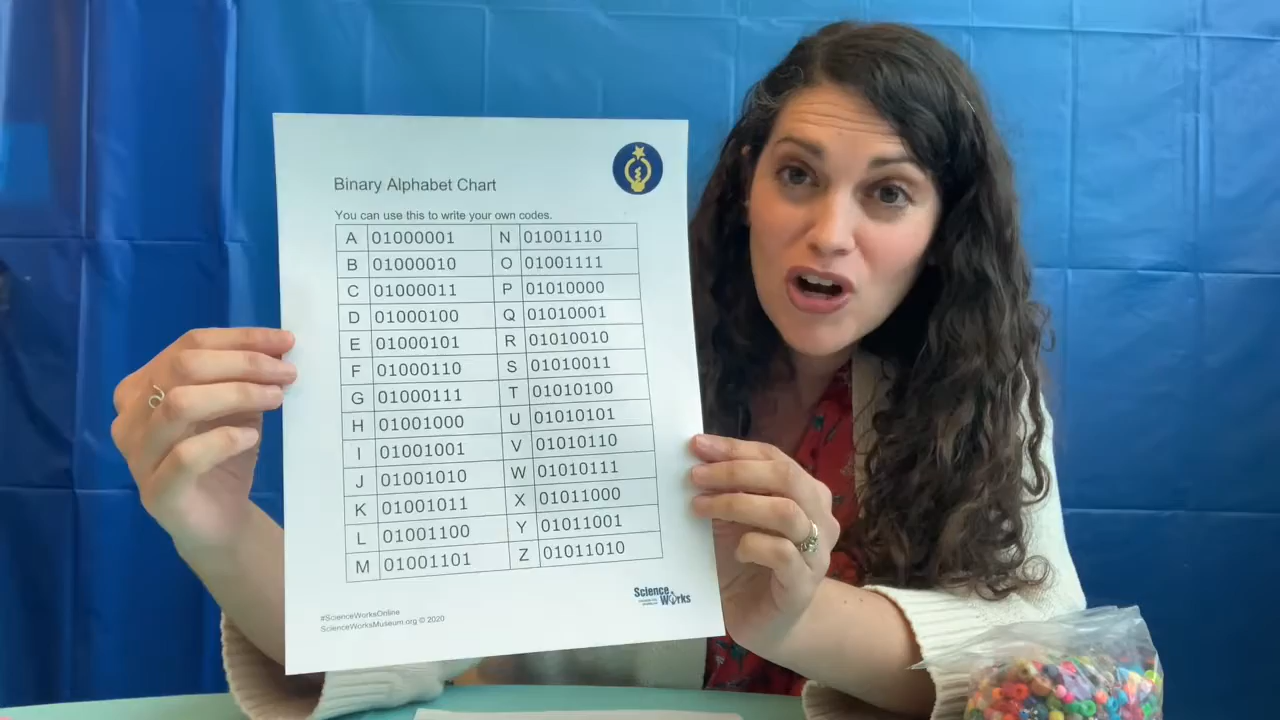 Binary Alphabet Chart
You can use this to write your own codes.
A 01000001 N 01001110
B 01000010 O 01001111
C 01000011 P 01010000
D 01000100 Q 01010001
E 01000101 R 01010010
F 01000110 S 01010011
G 01000111 T 01010100
H 01001000 U 01010101
I 01001001 V 01010110
J 01001010 W 01010111
K 01001011 X 01011000
L 01001100 Y 01011001
M 01001101 Z 01011010
#ScienceWorksOnline
ScienceWorksMuseum.org © 2020
Science
Works